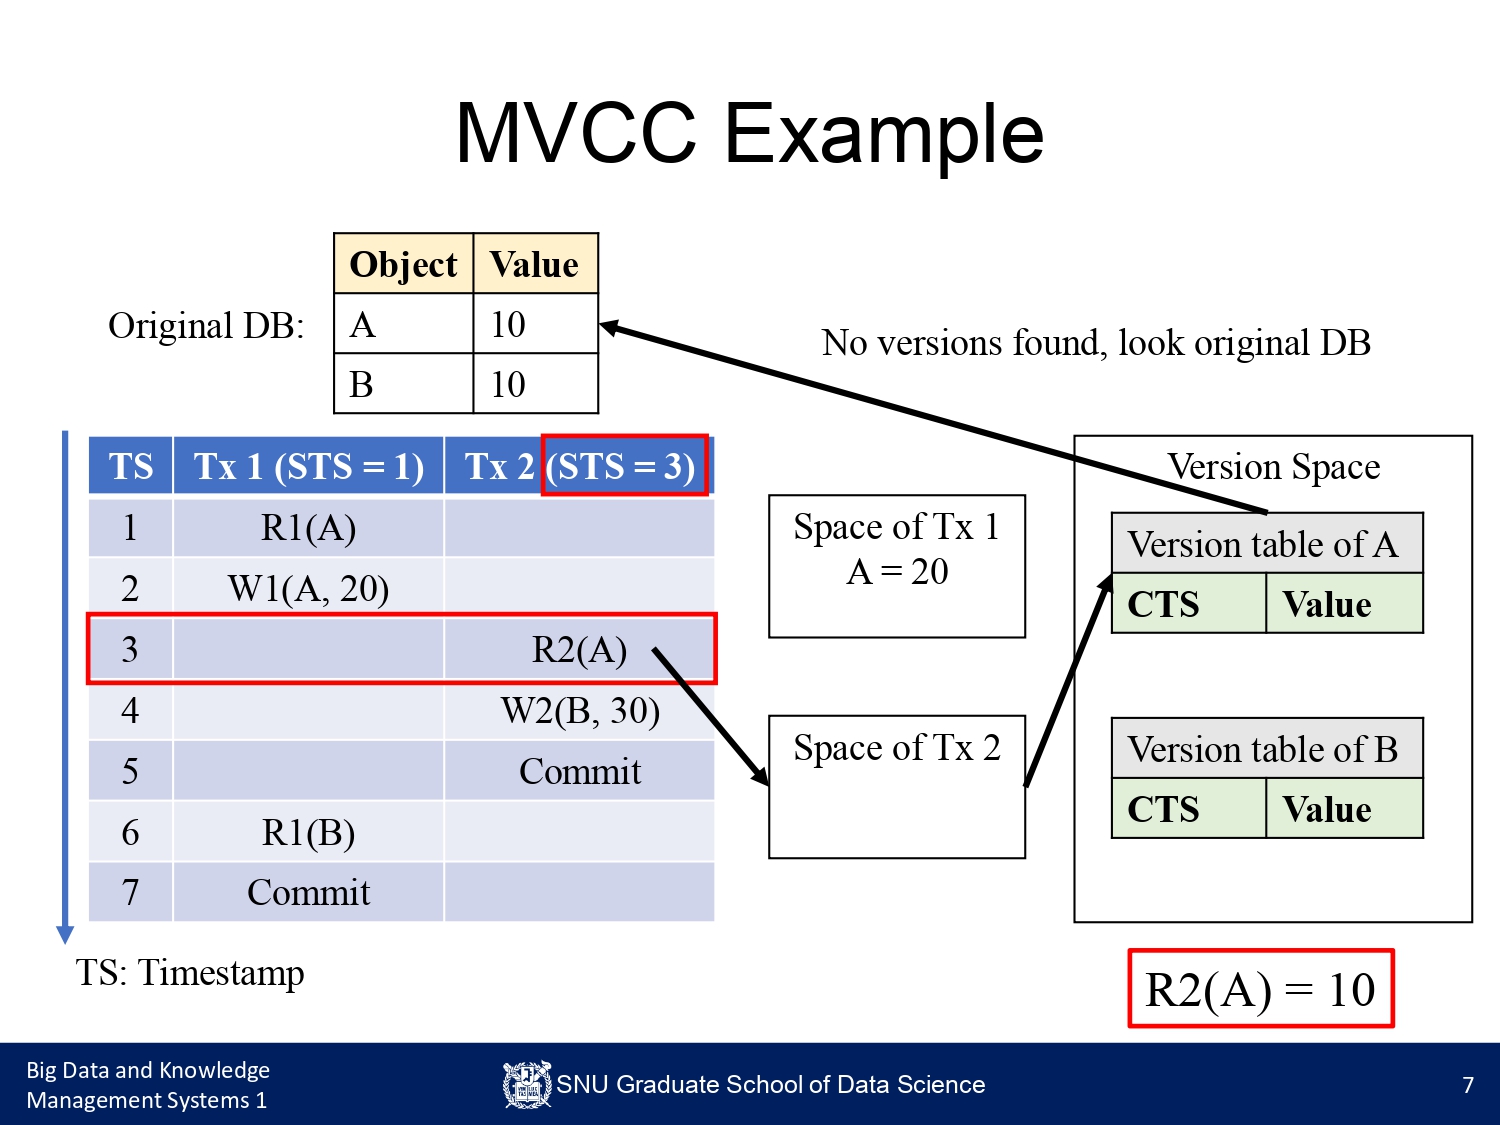 MVCC Example
Object Value
Original DB:
A 10
B 10
No versions found, look original DB
TS Tx 1 (STS = 1) Tx 2 (STS = 3)
1 R1(A)
2 W1(A, 20)
3 R2(A)
4 W2(B, 30)
5 Commit
6 R1(B)
7 Commit
TS: Timestamp
Space of Tx 1
A = 20
Space of Tx 2
Version Space
Version table of A
CTS Value
Version table of B
CTS Value
R2(A) = 10
Big Data and Knowledge
Management Systems 1
SNU Graduate School of Data Science
7